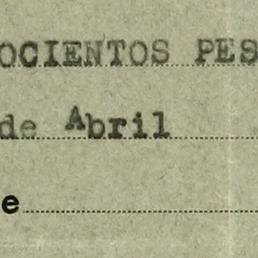 OCIENTOS PES
de Abril
e